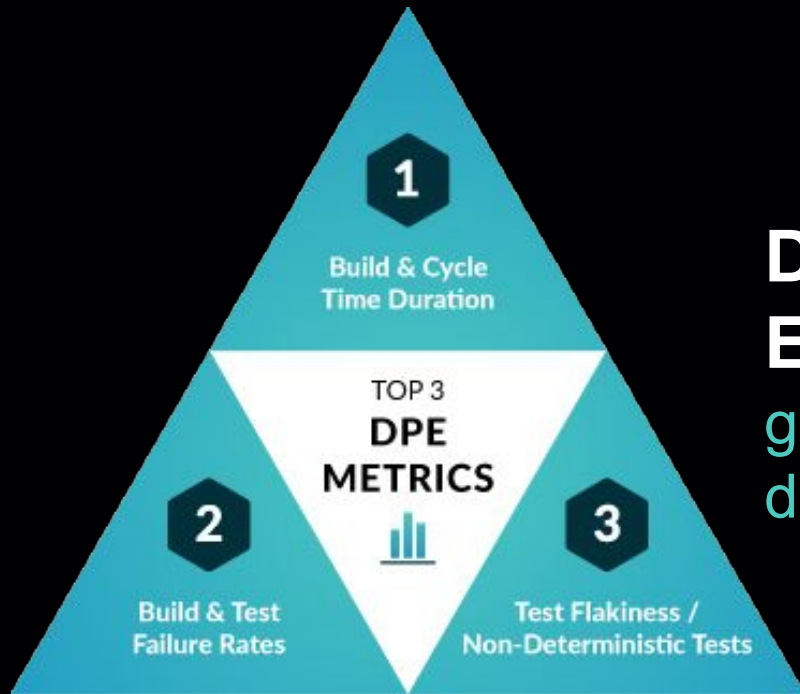 1
Build & Cycle
Time Duration
TOP 3
DPE
METRICS
2
Build & Test
Failure Rates
3
Test Flakiness /
Non-Deterministic Tests
D
E
g
d